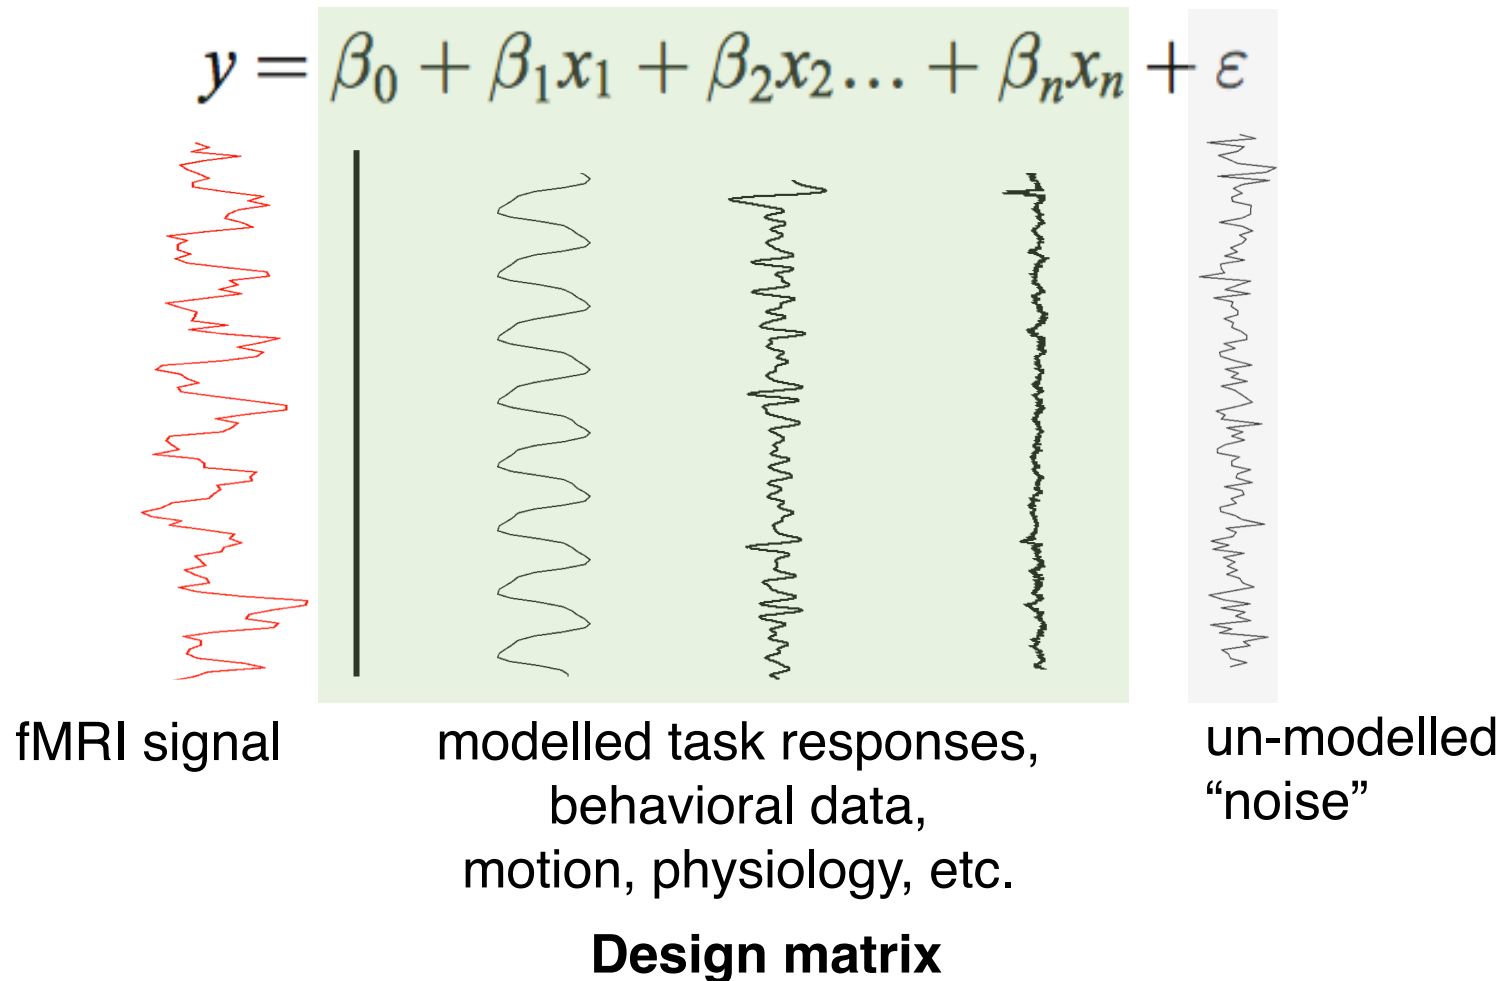 y = β₀ + β₁x₁ + β₂x₂... + βₙxₙ + ε
fMRI signal
modelled task responses,
behavioral data,
motion, physiology, etc.
un-modelled
“noise”
Design matrix